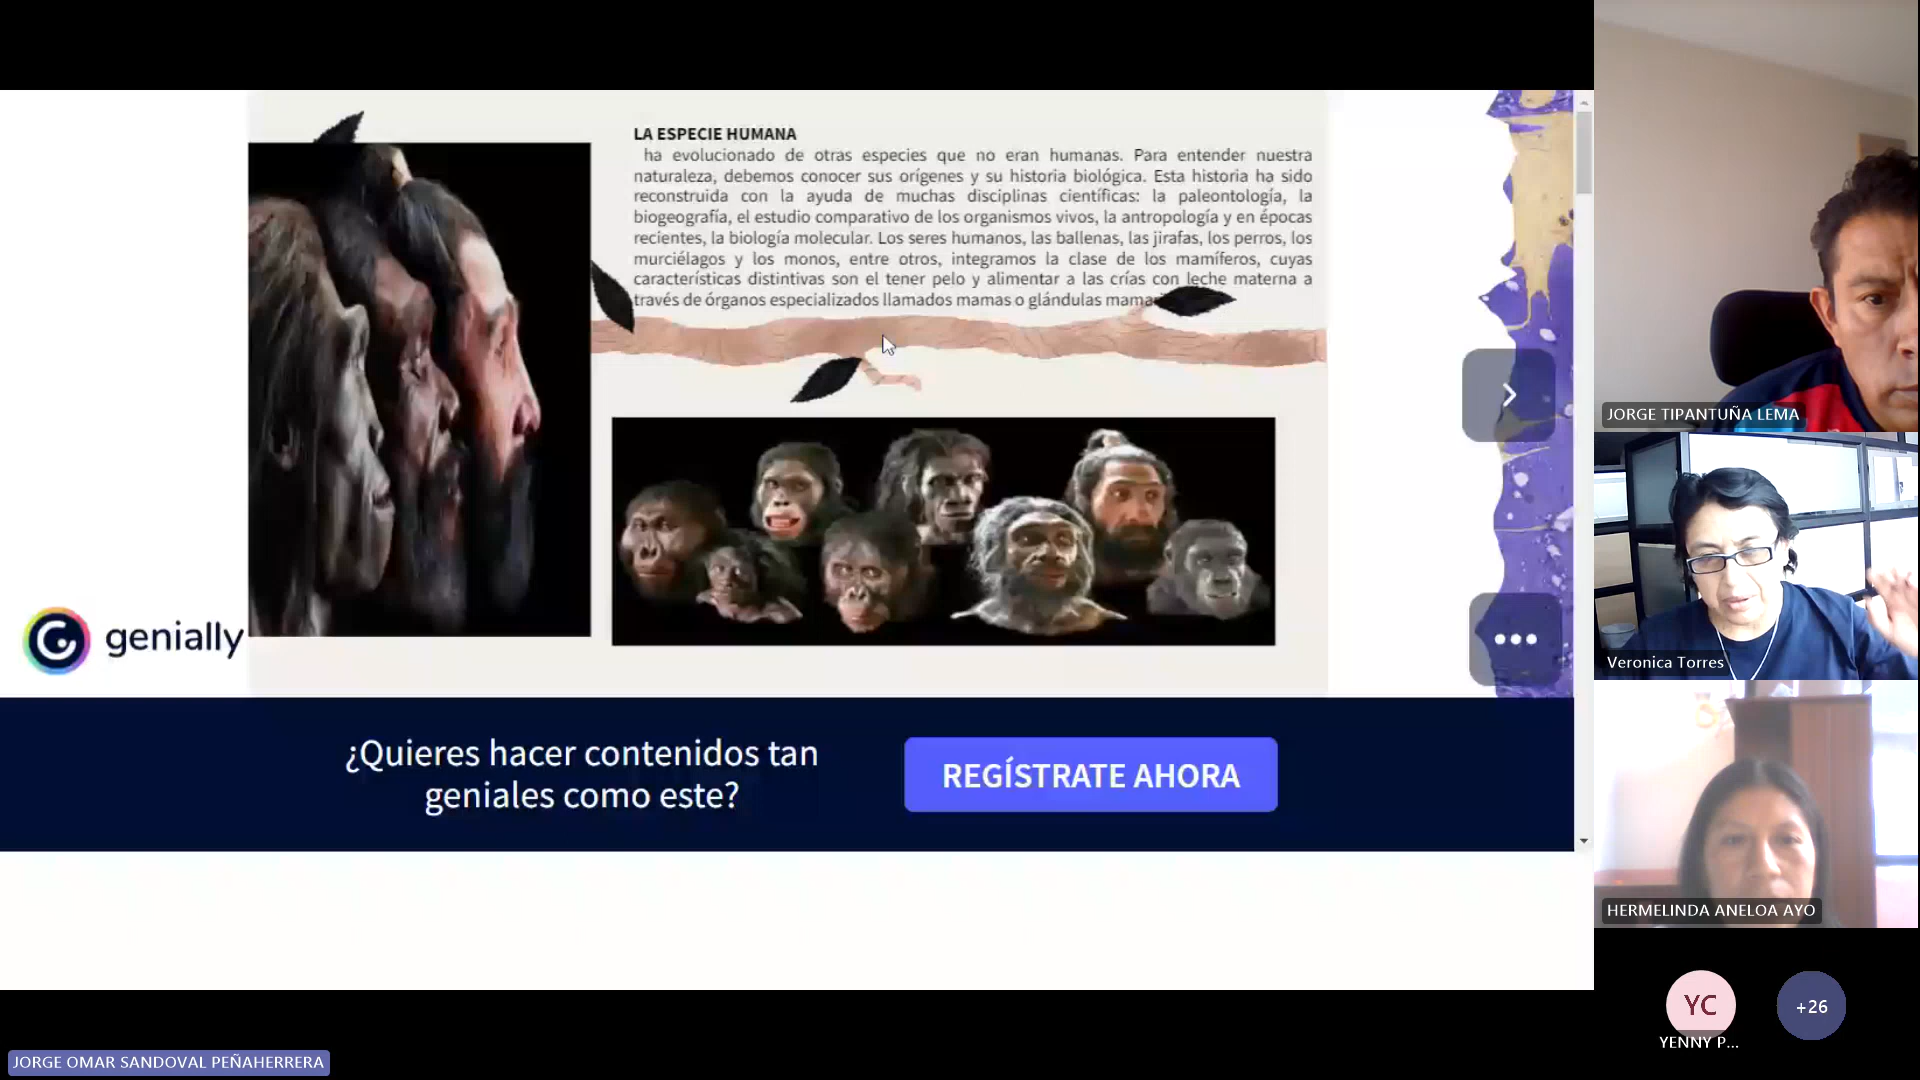 LA ESPECIE HUMANA
ha evolucionado de otras especies que no eran humanas. Para entender nuestra
naturaleza, debemos conocer sus orígenes y su historia biológica. Esta historia ha sido
reconstruida con la ayuda de muchas disciplinas científicas: la paleontología, la
biogeografía, el estudio comparativo de los organismos vivos, la antropología y en épocas
recientes, la biología molecular. Los seres humanos, las ballenas, las jirafas, los perros, los
murciélagos y los monos, entre otros, integramos la clase de los mamíferos, cuyas
características distintivas son el tener pelo y alimentar a las crías con leche materna a
través de órganos especializados llamados mamas o glándulas
genially
¿Quieres hacer contenidos tan
geniales como este?
REGÍSTRATE AHORA
JORGE TIPANTUÑA LEMA
Veronica Torres
HERMELINDA ANELOA AYO
YC
+26
YENNY P...
JORGE OMAR SANDOVAL PEÑAHERRERA